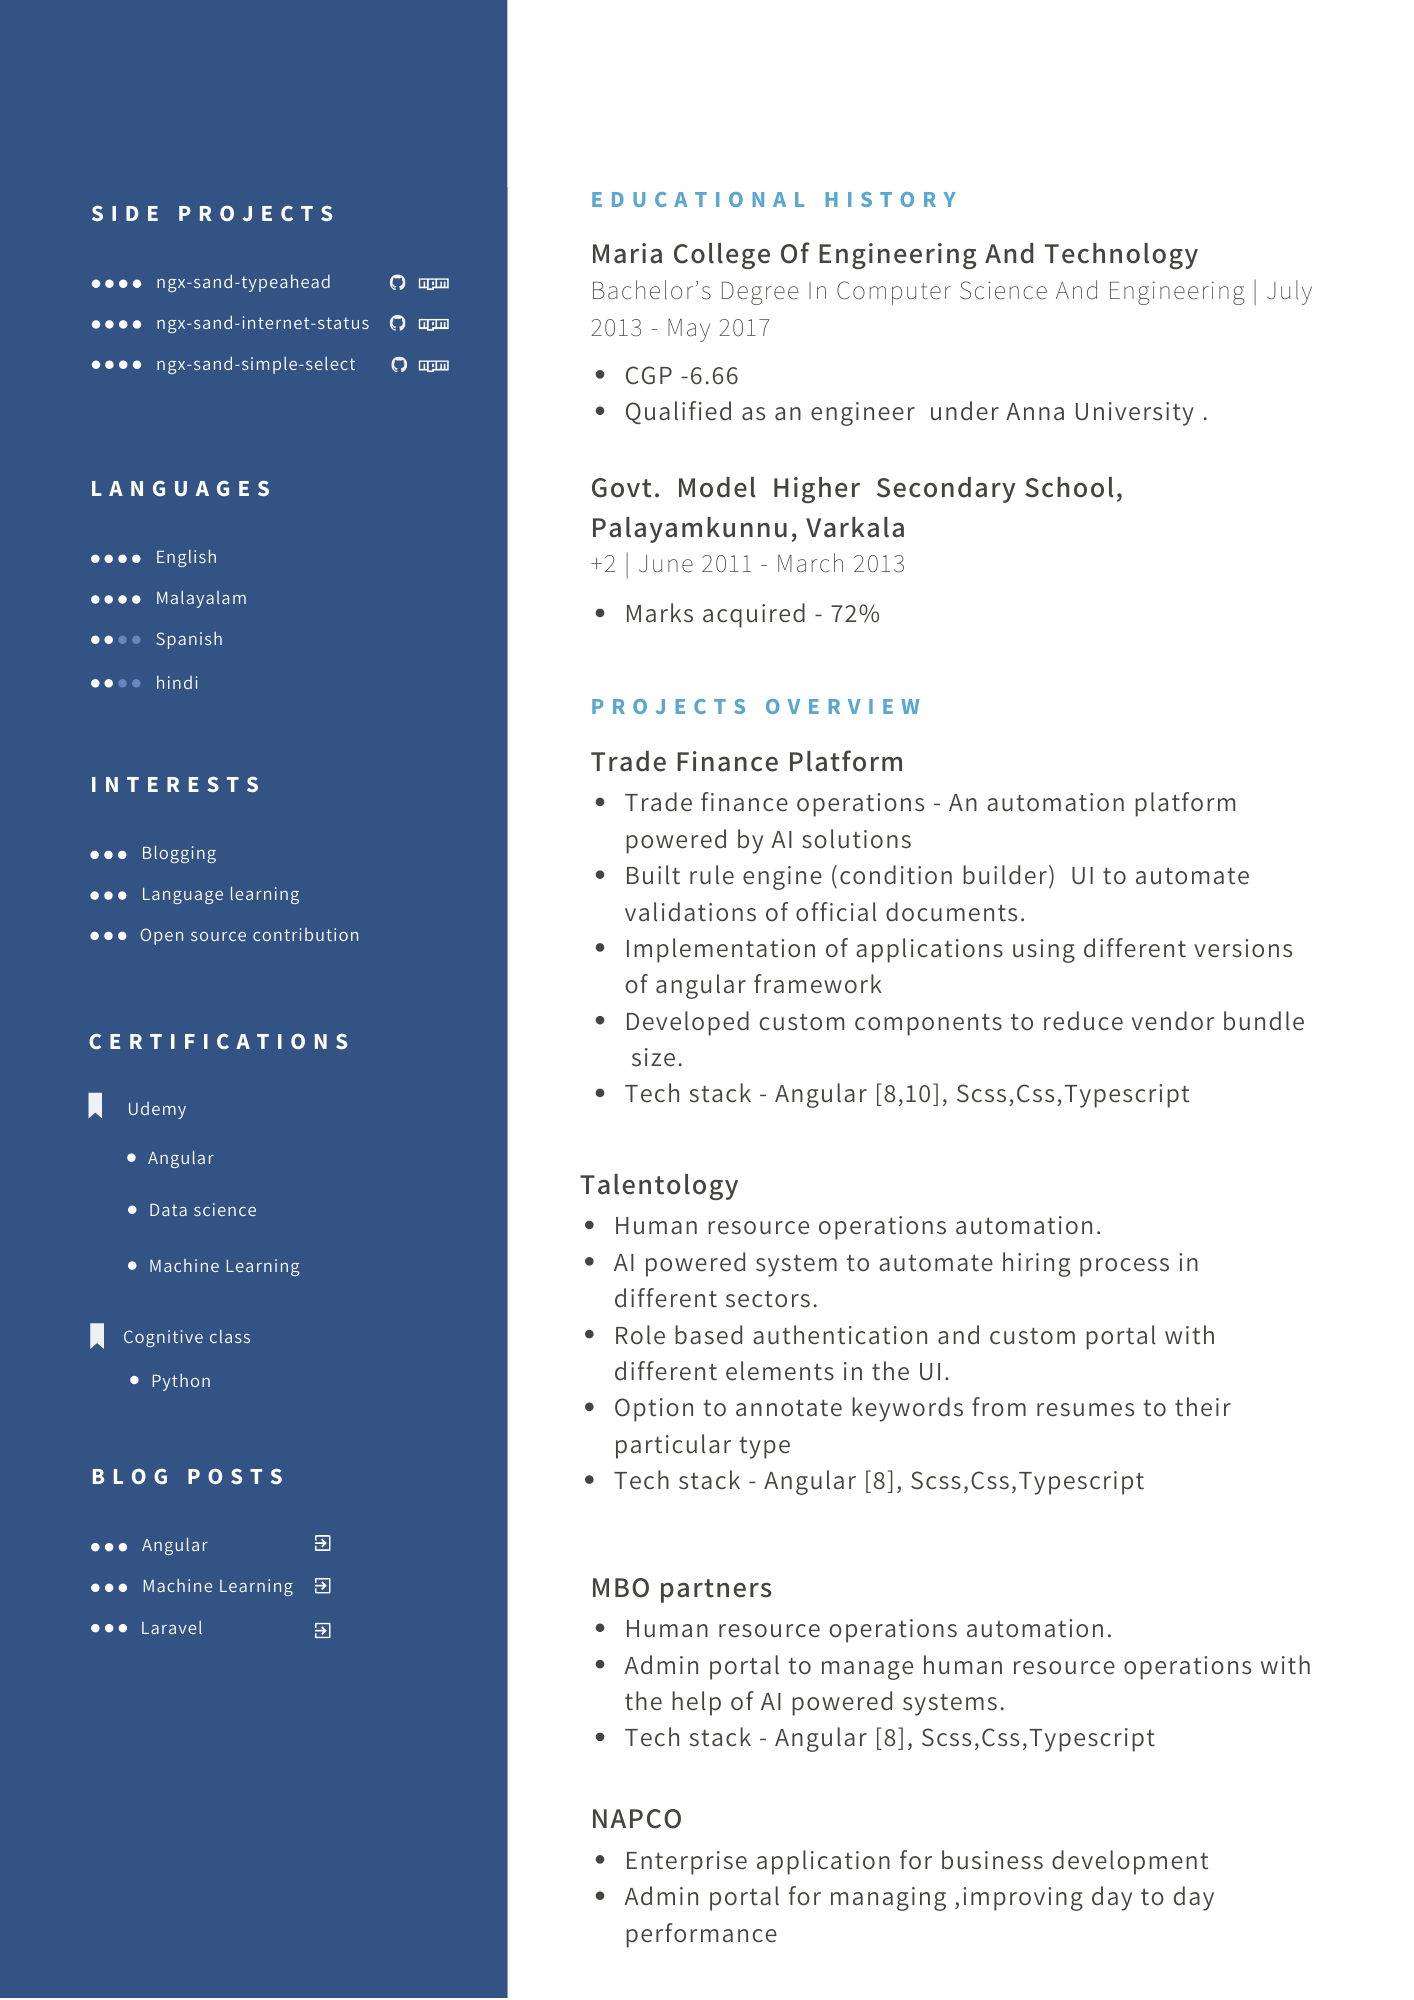 SIDE PROJECTS
ngx-sand-typeahead
ngx-sand-internet-status
ngx-sand-simple-select
LANGUAGES
English
Malayalam
Spanish
hindi
INTERESTS
Blogging
Language learning
Open source contribution
CERTIFICATIONS
Udemy
Angular
Data science
Machine Learning
Cognitive class
Python
BLOG POSTS
Angular
Machine Learning
Laravel
EDUCATIONAL HISTORY
Maria College Of Engineering And Technology
Bachelor’s Degree In Computer Science And Engineering | July
2013 - May 2017
• CGP -6.66
• Qualified as an engineer  under Anna University .
Govt.  Model  Higher  Secondary School,
Palayamkunnu, Varkala
+2 | June 2011 - March 2013
• Marks acquired - 72%
PROJECTS OVERVIEW
Trade Finance Platform
• Trade finance operations - An automation platform
powered by AI solutions
• Built rule engine (condition builder)  UI to automate
validations of official documents.
• Implementation of applications using different versions
of angular framework
• Developed custom components to reduce vendor bundle
size.
• Tech stack - Angular [8,10], Scss,Css,Typescript
Talentology
• Human resource operations automation.
• AI powered system to automate hiring process in
different sectors.
• Role based authentication and custom portal with
different elements in the UI.
• Option to annotate keywords from resumes to their
particular type
• Tech stack - Angular [8], Scss,Css,Typescript
MBO partners
• Human resource operations automation.
• Admin portal to manage human resource operations with
the help of AI powered systems.
• Tech stack - Angular [8], Scss,Css,Typescript
NAPCO
• Enterprise application for business development
• Admin portal for managing ,improving day to day
performance